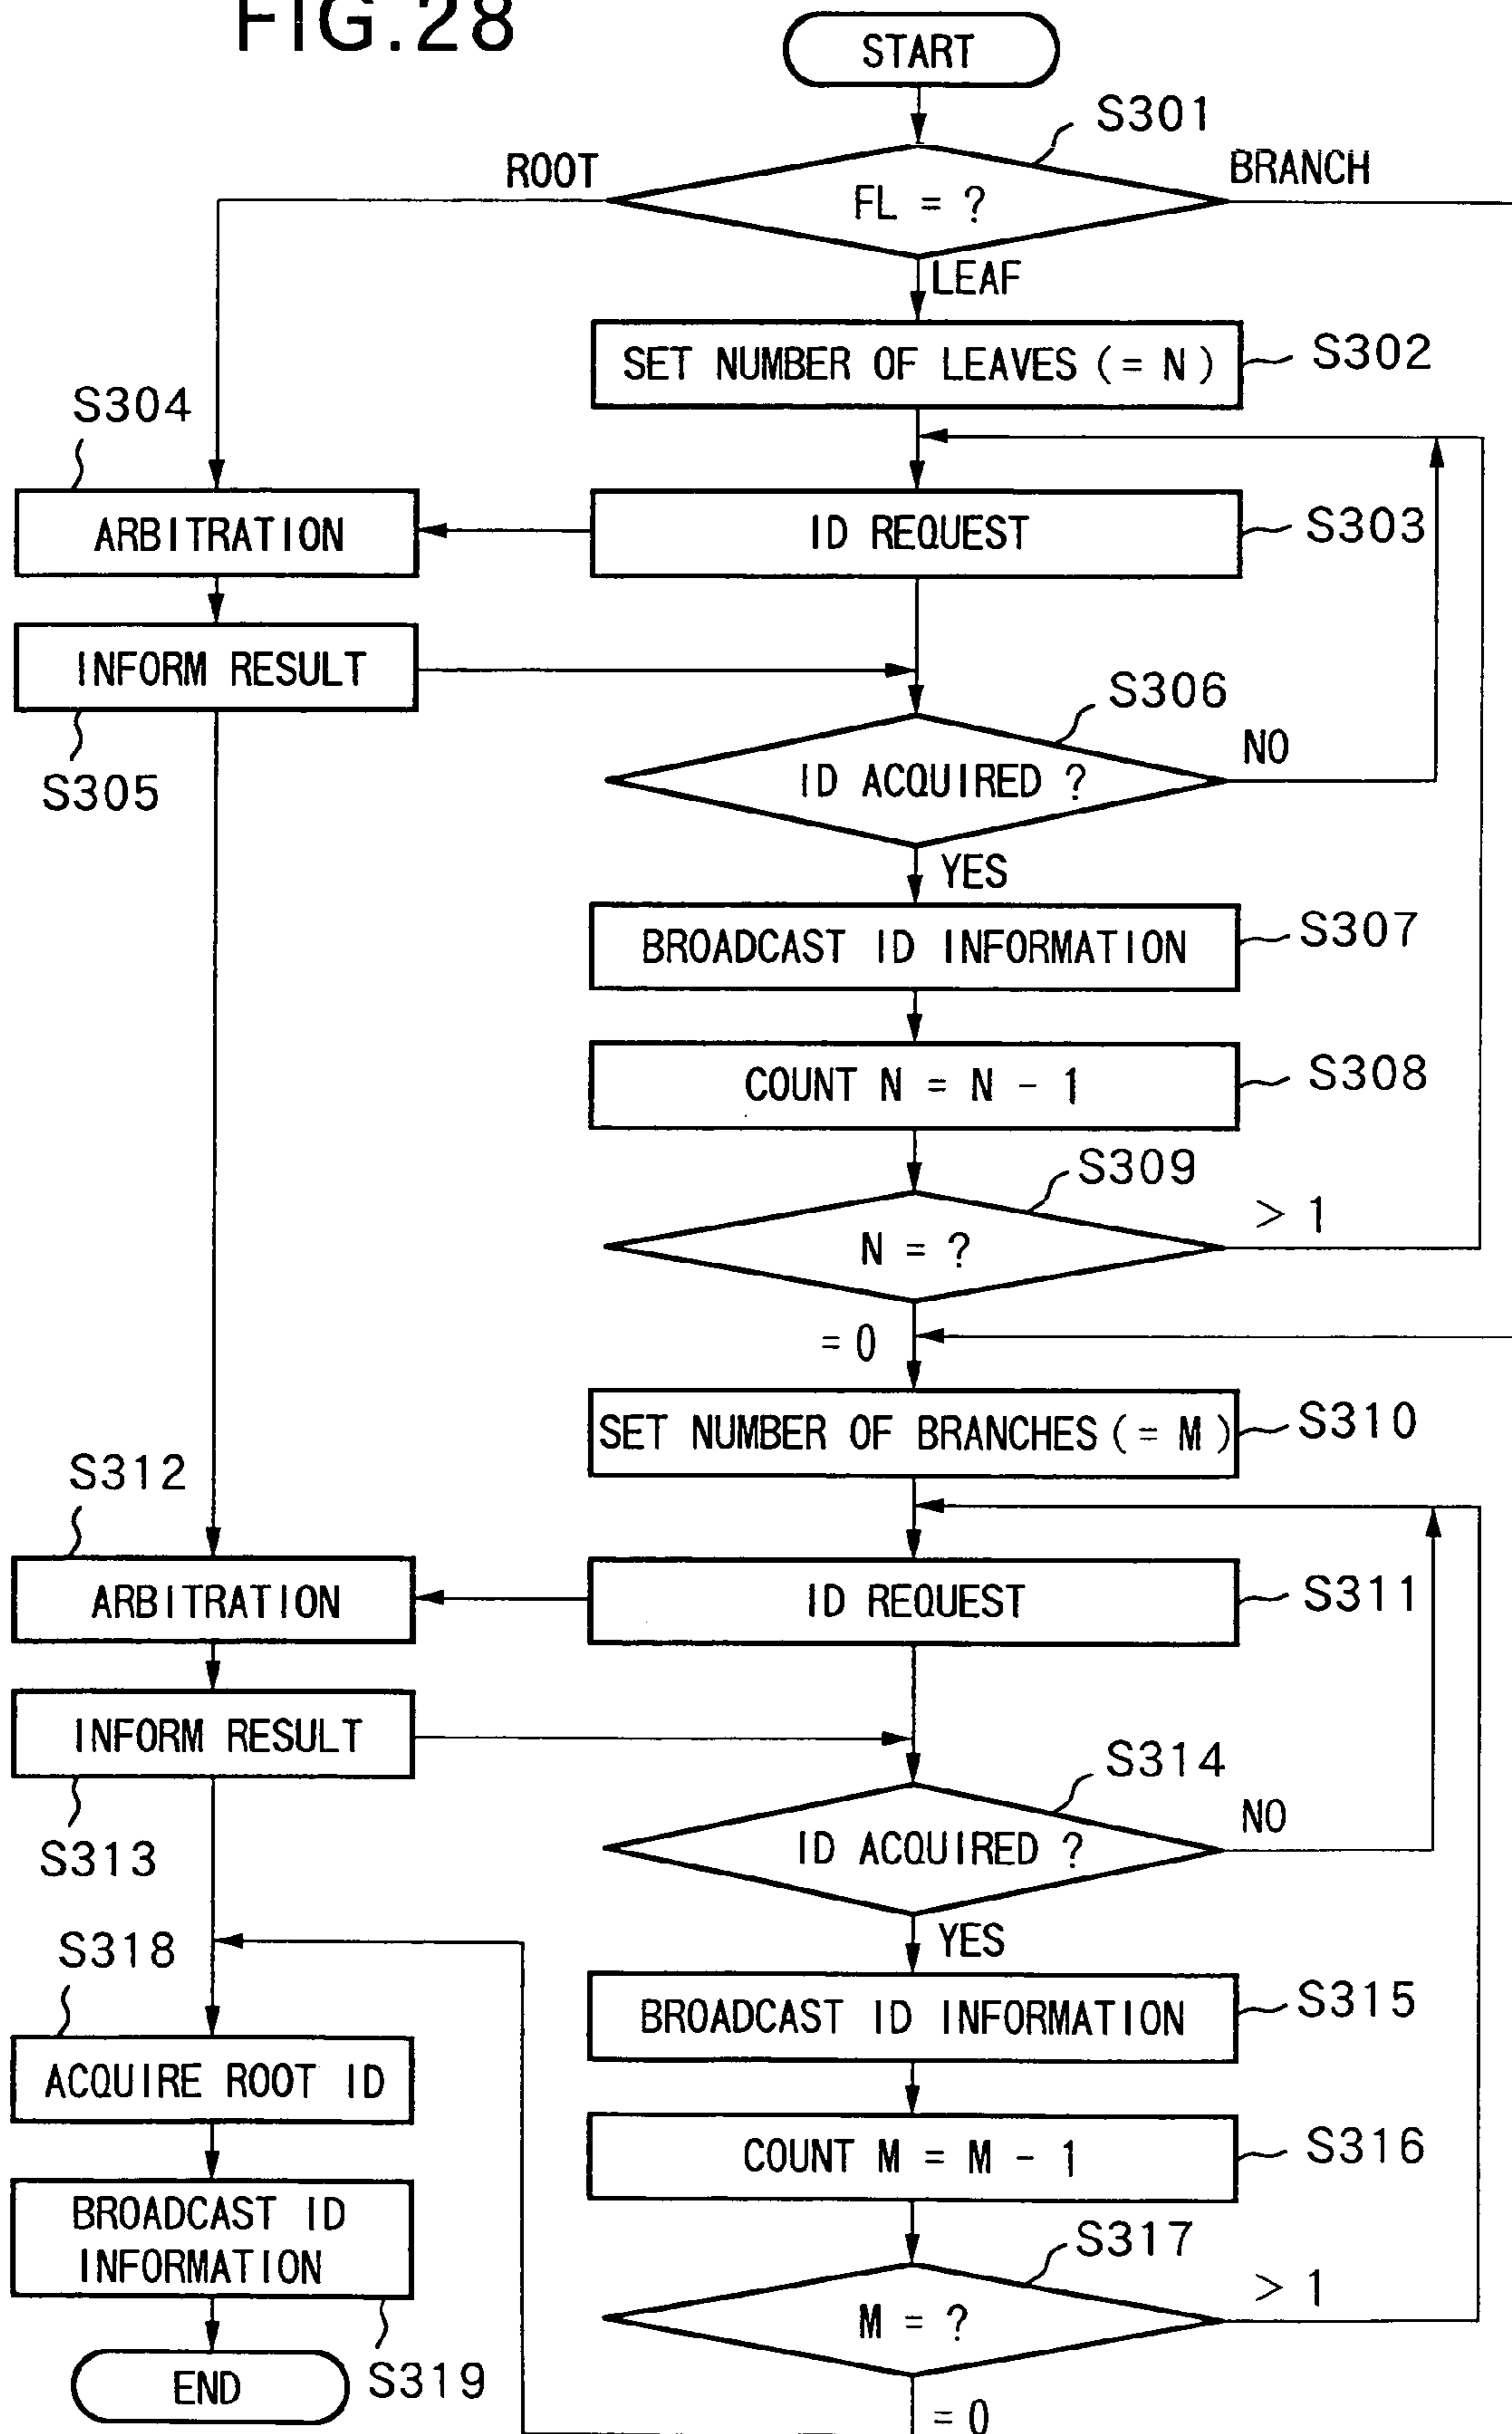 FIG.28
START
S301
ROOT
BRANCH
FL = ?
LEAF
SET NUMBER OF LEAVES (= N)
S302
S304
ARBITRATION
ID REQUEST
S303
INFORM RESULT
S305
S306
ID ACQUIRED ?
NO
YES
BROADCAST ID INFORMATION
S307
COUNT N = N - 1
S308
S309
N = ?
> 1
= 0
SET NUMBER OF BRANCHES (= M)
S310
S312
ARBITRATION
ID REQUEST
S311
INFORM RESULT
S313
S314
ID ACQUIRED ?
NO
YES
S318
BROADCAST ID INFORMATION
S315
ACQUIRE ROOT ID
COUNT M = M - 1
S316
BROADCAST ID
INFORMATION
S317
M = ?
> 1
END
S319
= 0